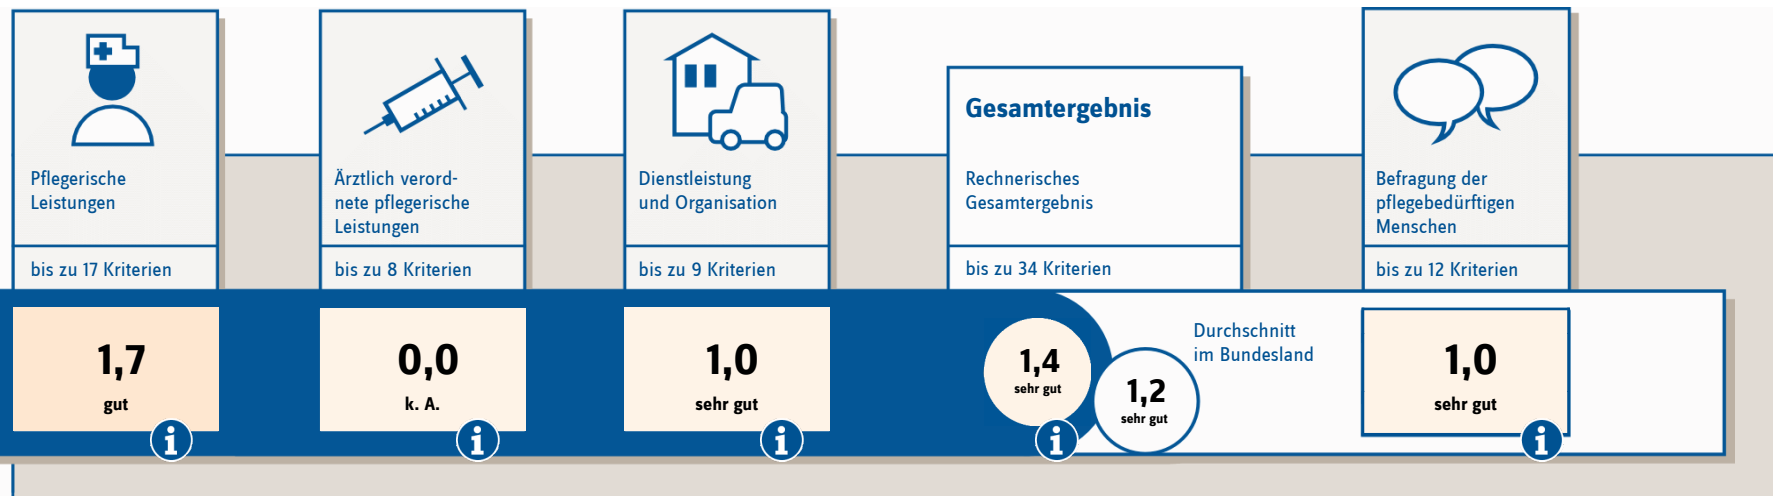 Pflegerische
Leistungen
bis zu 17 Kriterien
1,7
gut
i
Ärztlich verord-
nete pflegerische
Leistungen
bis zu 8 Kriterien
0,0
k. A.
i
Dienstleistung
und Organisation
bis zu 9 Kriterien
1,0
sehr gut
i
Gesamtergebnis
Rechnerisches
Gesamtergebnis
bis zu 34 Kriterien
1,4
sehr gut
i
1,2
sehr gut
Durchschnitt
im Bundesland
Befragung der
pflegebedürftigen
Menschen
bis zu 12 Kriterien
1,0
sehr gut
i